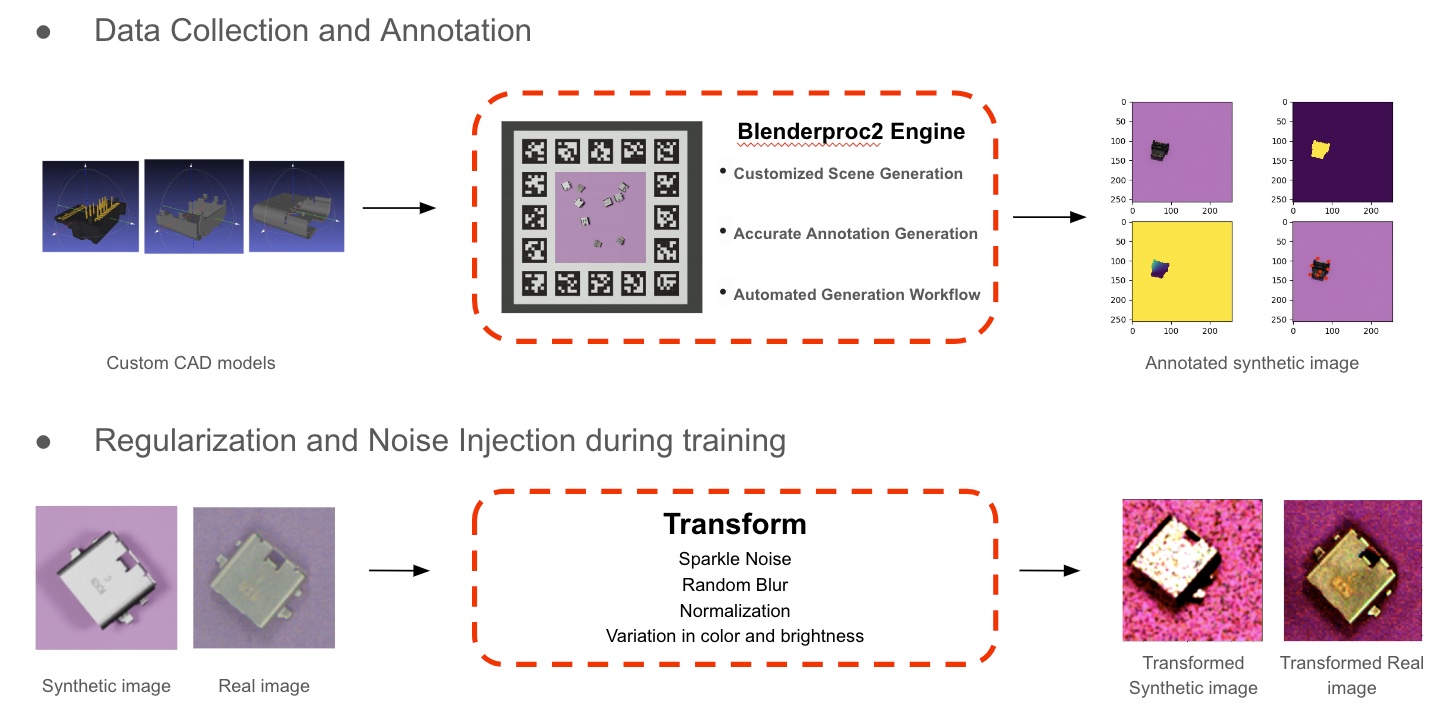 ● Data Collection and Annotation
Blenderproc2 Engine
• Customized Scene Generation
• Accurate Annotation Generation
• Automated Generation Workflow
0
50
100
150
200
250
0 100 200
0
50
100
150
200
250
0 100 200
0
50
100
150
200
250
0 100 200
0
50
100
150
200
250
0 100 200
Custom CAD models
Annotated synthetic image
● Regularization and Noise Injection during training
Transform
Sparkle Noise
Random Blur
Normalization
Variation in color and brightness
Synthetic image
Real image
Transformed
Synthetic image
Transformed Real
image